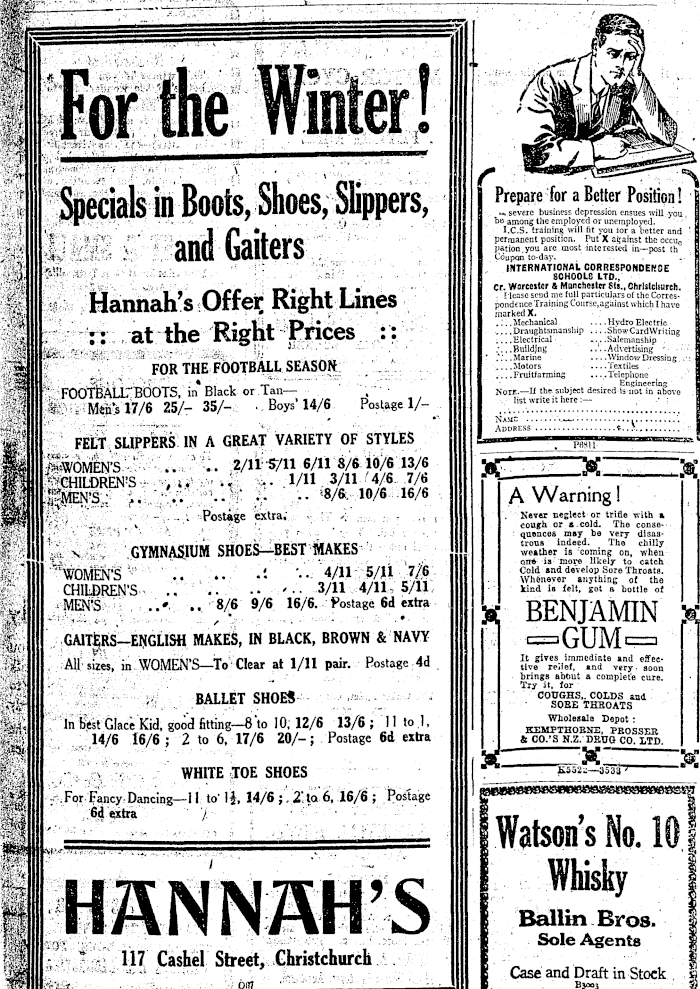 For the Winter!
Specials in Boots, Shoes, Slippers,
and Gaiters
Hannah's Offer Right Lines
:: at the Right Prices ::
FOR THE FOOTBALL SEASON
FOOTBALL BOOTS, in Black or Tan—
Men's 17/6 25/– 35/– Boys' 14/6 Postage 1/–
FELT SLIPPERS IN A GREAT VARIETY OF STYLES
WOMEN'S .. .. 2/11 5/11 6/11 8/6 10/6 13/6
CHILDREN'S .. .. .. 1/11 3/11 4/6 7/6
MEN'S .. .. .. .. 8/6 10/6 16/6
Postage extra.
GYMNASIUM SHOES—BEST MAKES
WOMEN'S .. .. .. .. 4/11 5/11 7/6
CHILDREN'S .. .. .. 3/11 4/11 5/11
MEN'S .. .. 8/6 9/6 16/6. Postage 6d extra
GAITERS—ENGLISH MAKES, IN BLACK, BROWN & NAVY
All sizes, in WOMEN'S—To Clear at 1/11 pair. Postage 4d
BALLET SHOES
In best Glace Kid, good fitting—8 to 10, 12/6 13/6; 11 to 1,
14/6 16/6; 2 to 6, 17/6 20/–; Postage 6d extra
WHITE TOE SHOES
For Fancy Dancing—11 to 1½, 14/6; 2 to 6, 16/6; Postage
6d extra
HANNAH'S
117 Cashel Street, Christchurch
Prepare for a Better Position!
severe business depression ensues will you
be among the employed or unemployed.
I.C.S. training will fit you for a better and
permanent position. Put X against the occu
pation you are most interested in—post th
Coupon to-day.
INTERNATIONAL CORRESPONDENCE
SCHOOLS LTD.,
Cr. Worcester & Manchester Sts., Christchurch.
Please send me full particulars of the Corres-
pondence Training Course, against which I have
marked X.
....Mechanical ....Hydro Electric
....Draughtsmanship ....Show Card Writing
....Electrical ....Salemanship
....Building ....Advertising
....Marine ....Window Dressing
....Motors ....Textiles
....Fruitfarming ....Telephone
Engineering
NOTE.—If the subject desired is not in above
list write it here:—
NAME
ADDRESS
P6811
A Warning!
Never neglect or trifle with a
cough or a cold. The conse-
quences may be very disas-
trous indeed. The chilly
weather is coming on, when
one is more likely to catch
Cold and develop Sore Throats.
Whenever anything of the
kind is felt, got a bottle of
BENJAMIN
GUM
It gives immediate and effec-
tive relief, and very soon
brings about a complete cure.
Try it, for
COUGHS, COLDS and
SORE THROATS
Wholesale Depot:
KEMPTHORNE, PROSSER
& CO.'S N.Z. DRUG CO. LTD.
K5522—3533
Watson's No. 10
Whisky
Ballin Bros.
Sole Agents
Case and Draft in Stock
B3003